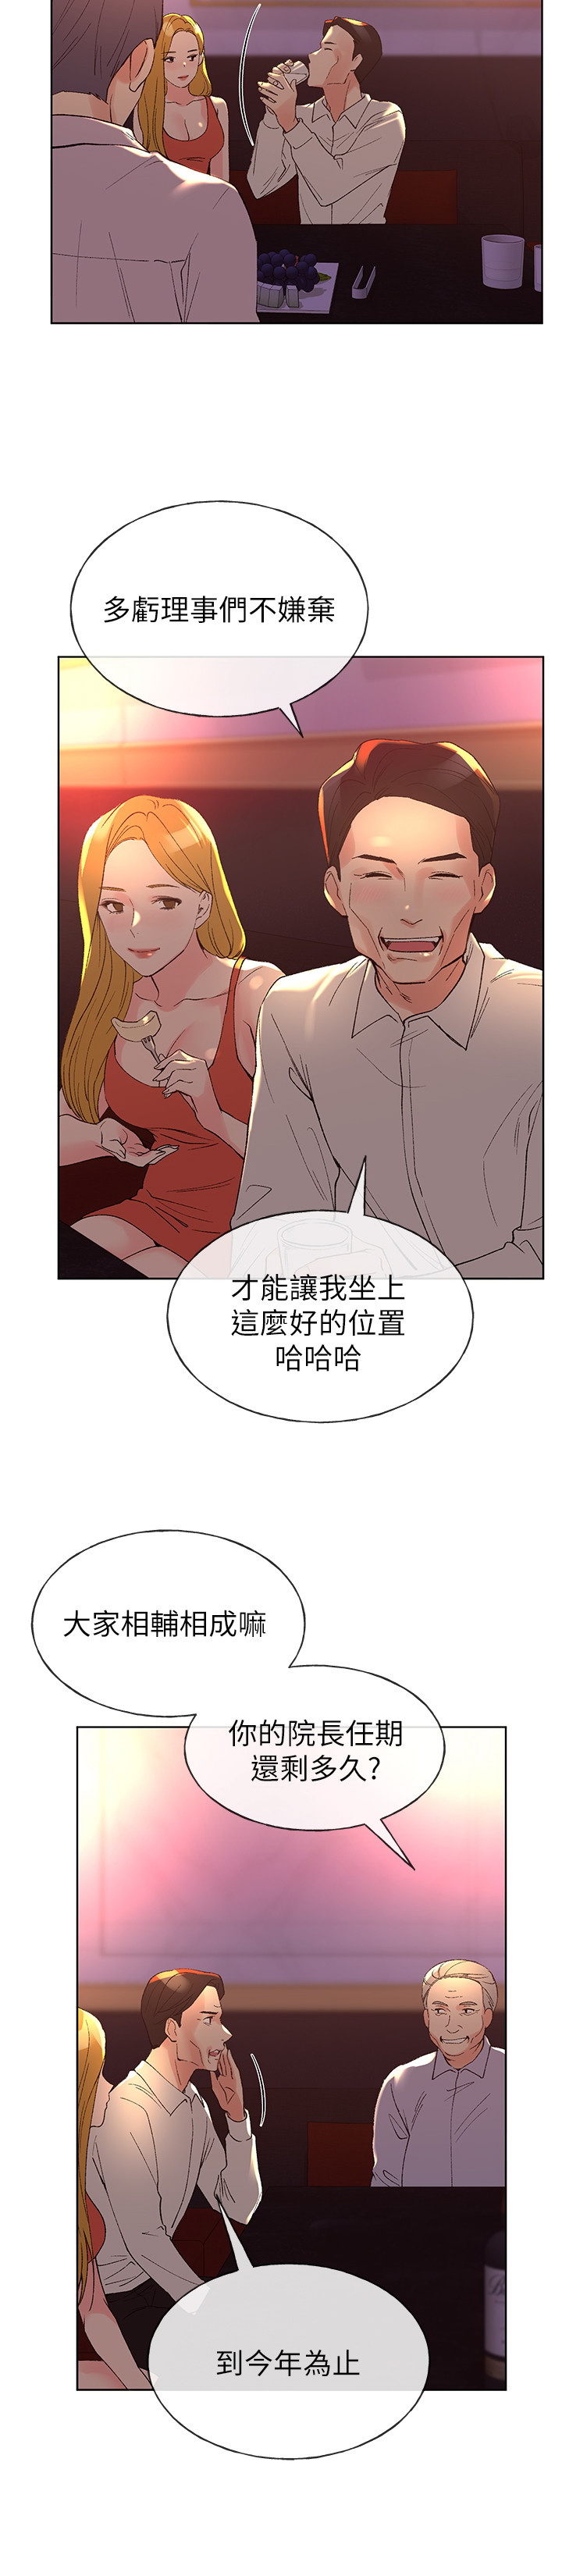 多虧理事們不嫌棄
才能讓我坐上
這麼好的位置
哈哈哈
大家相輔相成嘛
你的院長任期
還剩多久?
到今年為止